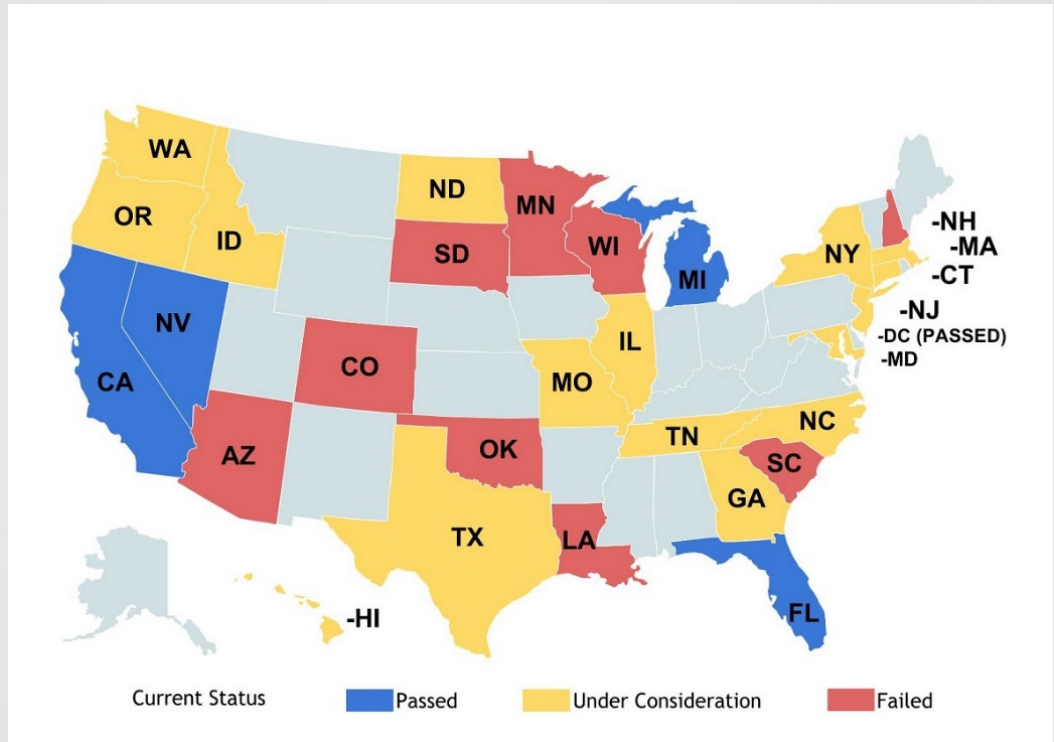 WA
ND
MN
OR
ID
SD
WI
MI
NY
-NH
-MA
-CT
-NJ
-DC (PASSED)
-MD
NV
CA
CO
IL
MO
AZ
OK
TN
NC
SC
GA
TX
LA
FL
-HI
Current Status
Passed
Under Consideration
Failed